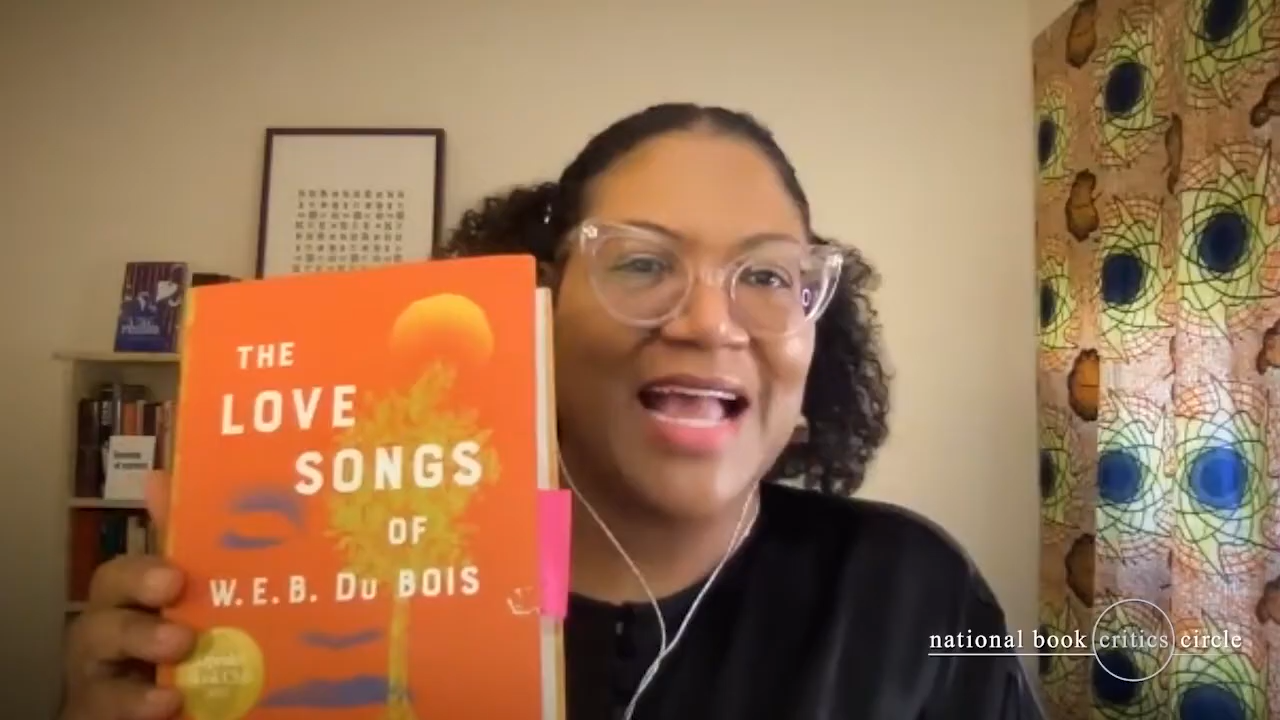 THE
LOVE
SONGS
OF
W.E.B. Du BOIS
national book critics circle